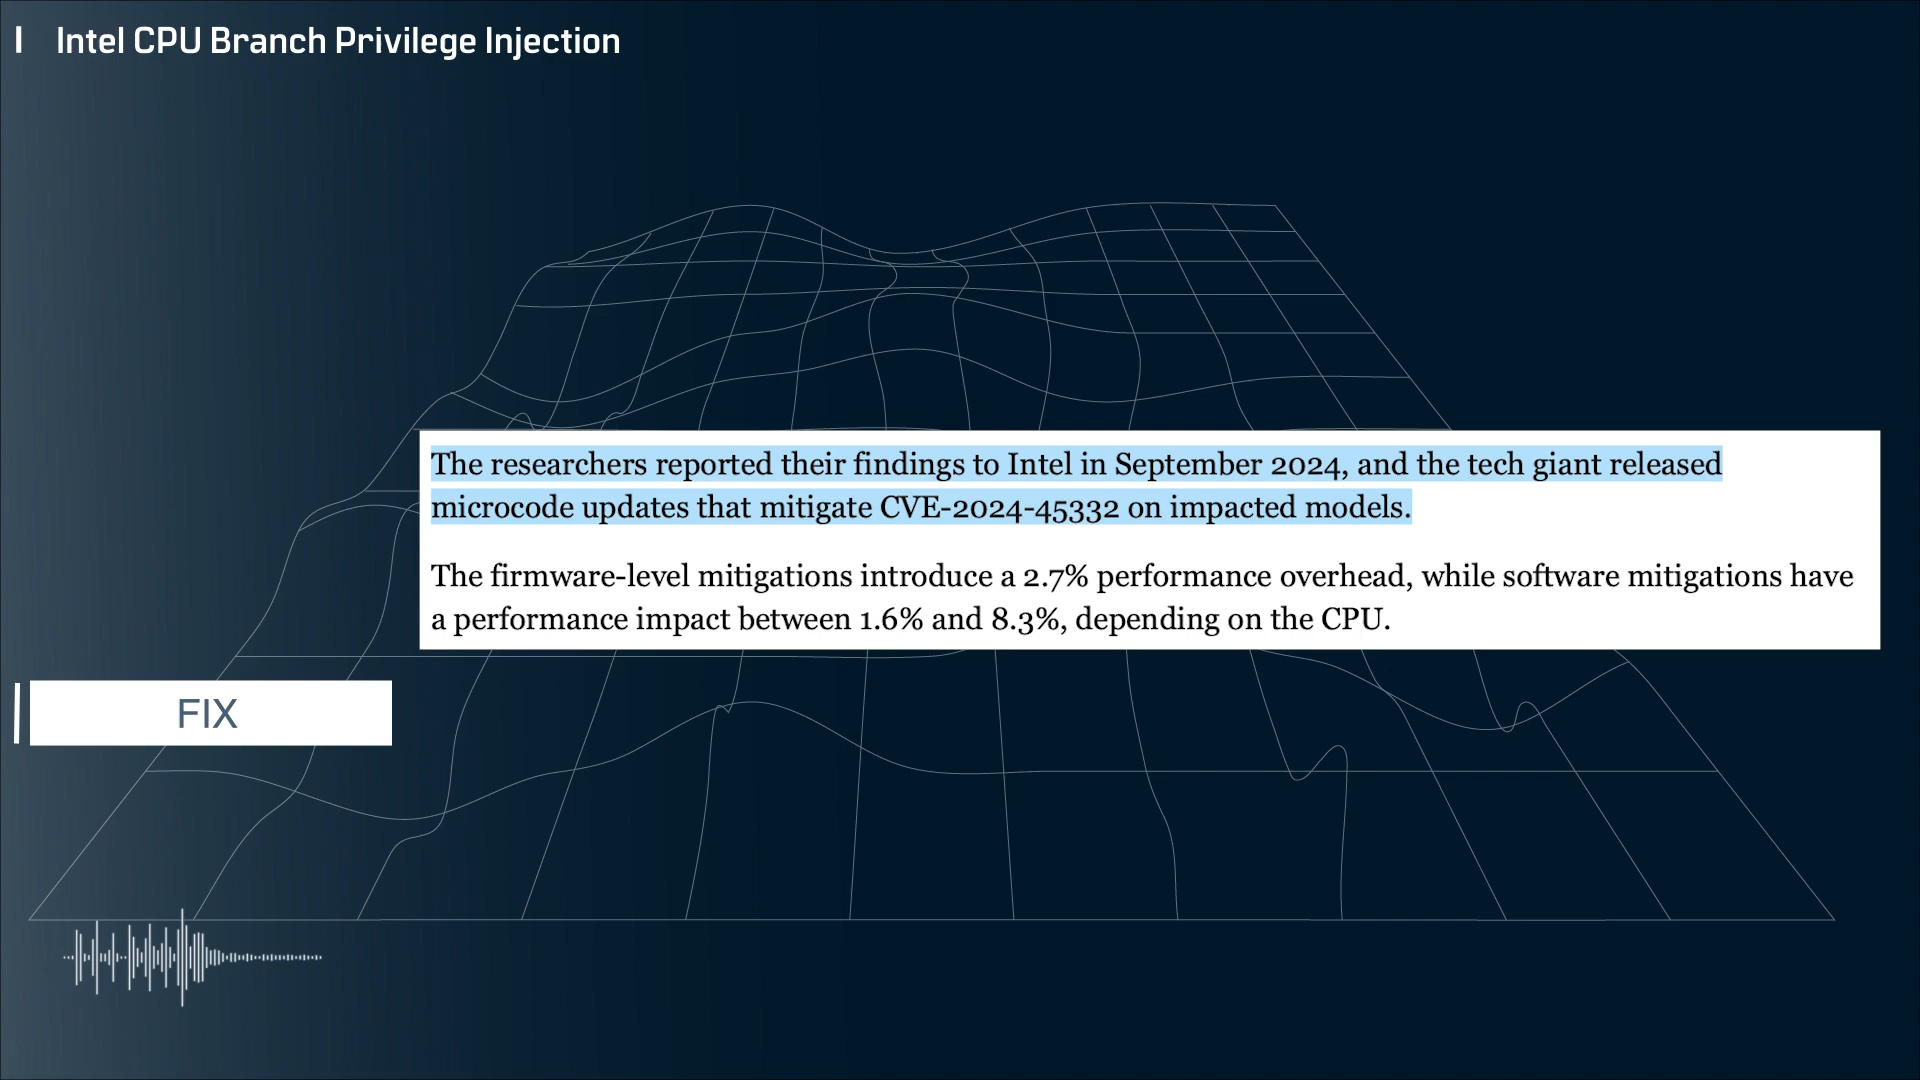 Intel CPU Branch Privilege Injection
The researchers reported their findings to Intel in September 2024, and the tech giant released
microcode updates that mitigate CVE-2024-45332 on impacted models.
The firmware-level mitigations introduce a 2.7% performance overhead, while software mitigations have
a performance impact between 1.6% and 8.3%, depending on the CPU.
FIX